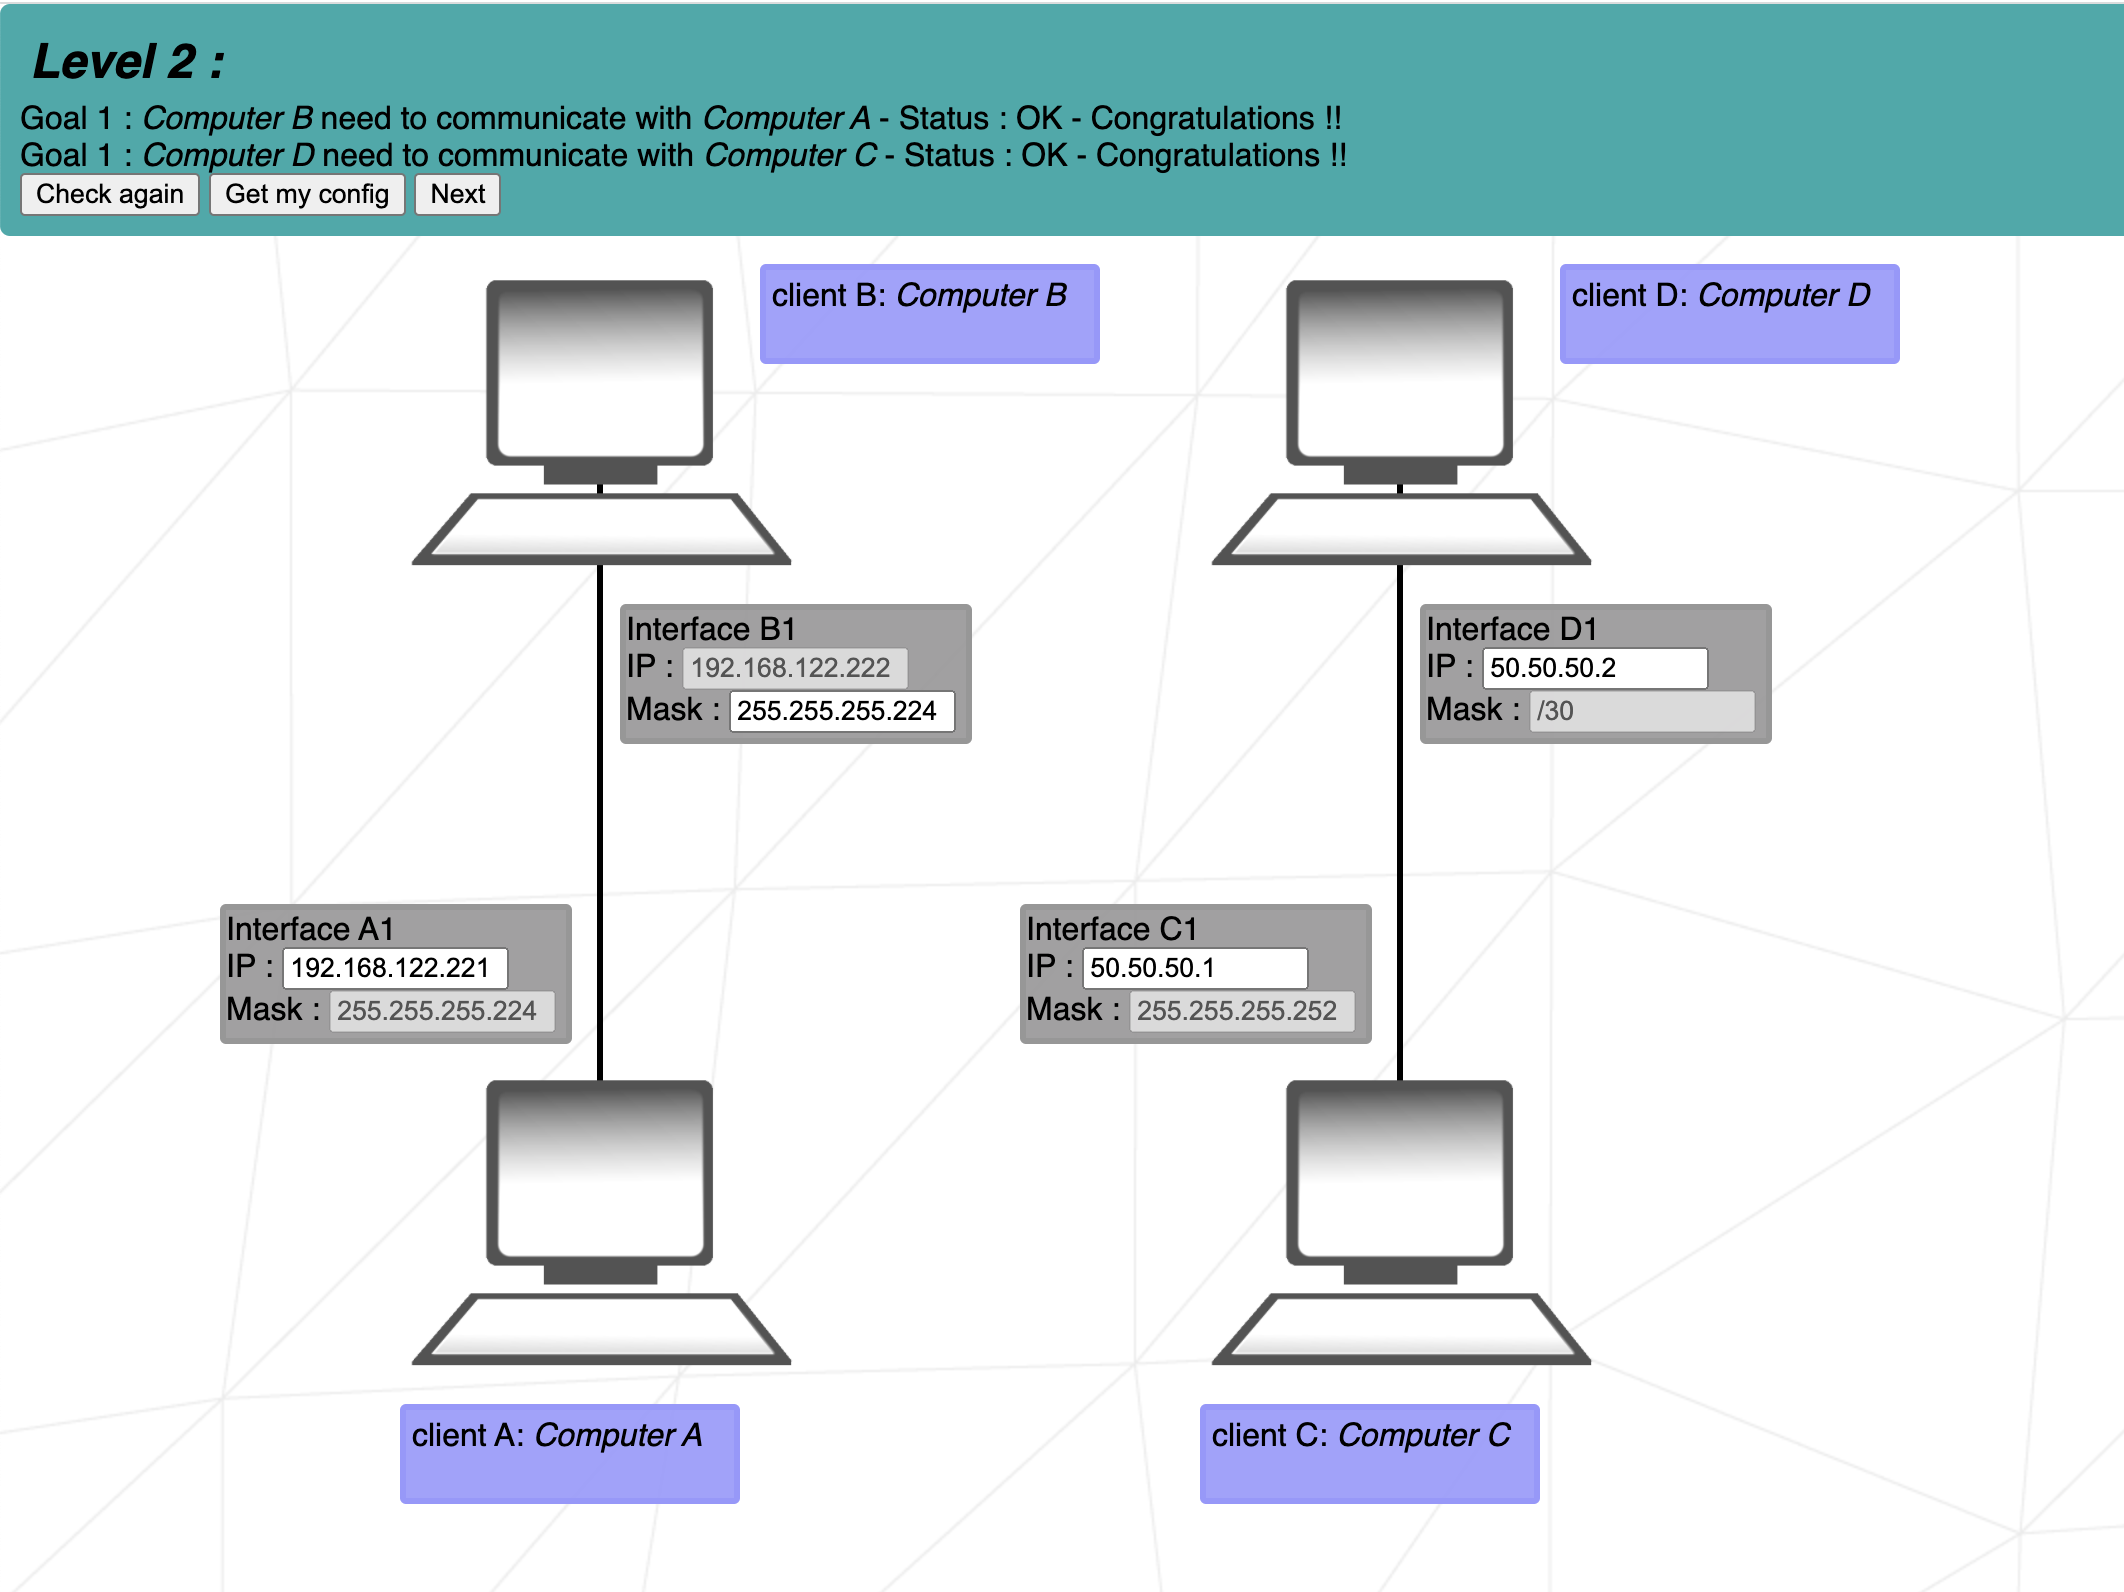 Level 2 :
Goal 1 : Computer B need to communicate with Computer A - Status : OK - Congratulations !!
Goal 1 : Computer D need to communicate with Computer C - Status : OK - Congratulations !!
Check again Get my config Next
client B: Computer B
client D: Computer D
Interface B1
IP : 192.168.122.222
Mask : 255.255.255.224
Interface D1
IP : 50.50.50.2
Mask : /30
Interface A1
IP : 192.168.122.221
Mask : 255.255.255.224
Interface C1
IP : 50.50.50.1
Mask : 255.255.255.252
client A: Computer A
client C: Computer C